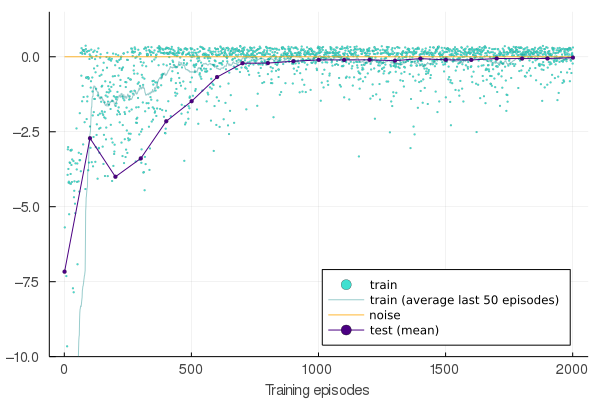 0.0
−2.5
−5.0
−7.5
−10.0
train
train (average last 50 episodes)
noise
test (mean)
0
500
1000
1500
2000
Training episodes